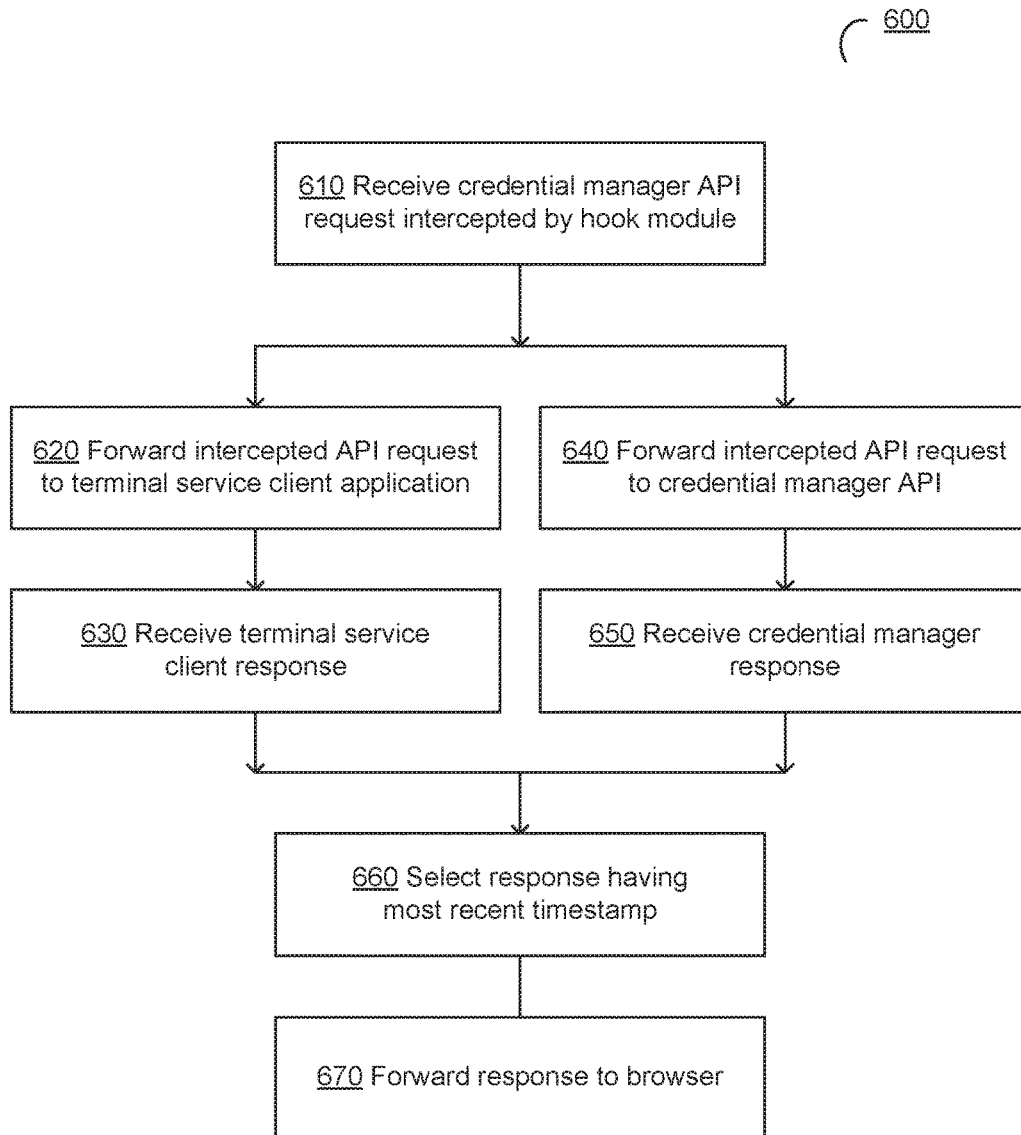 600
610 Receive credential manager API
request intercepted by hook module
620 Forward intercepted API request
to terminal service client application
640 Forward intercepted API request
to credential manager API
630 Receive terminal service
client response
650 Receive credential manager
response
660 Select response having
most recent timestamp
670 Forward response to browser